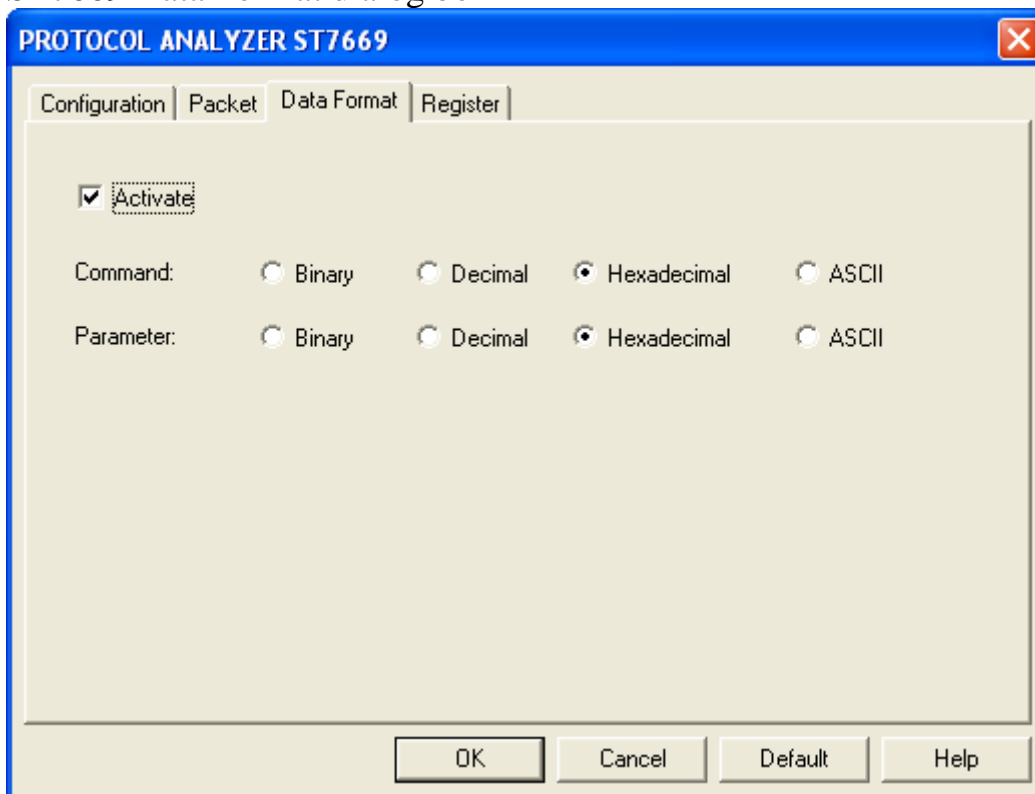 PROTOCOL ANALYZER ST7669
Configuration Packet Data Format Register
Activate
Command: Binary Decimal Hexadecimal ASCII
Parameter: Binary Decimal Hexadecimal ASCII
OK Cancel Default Help